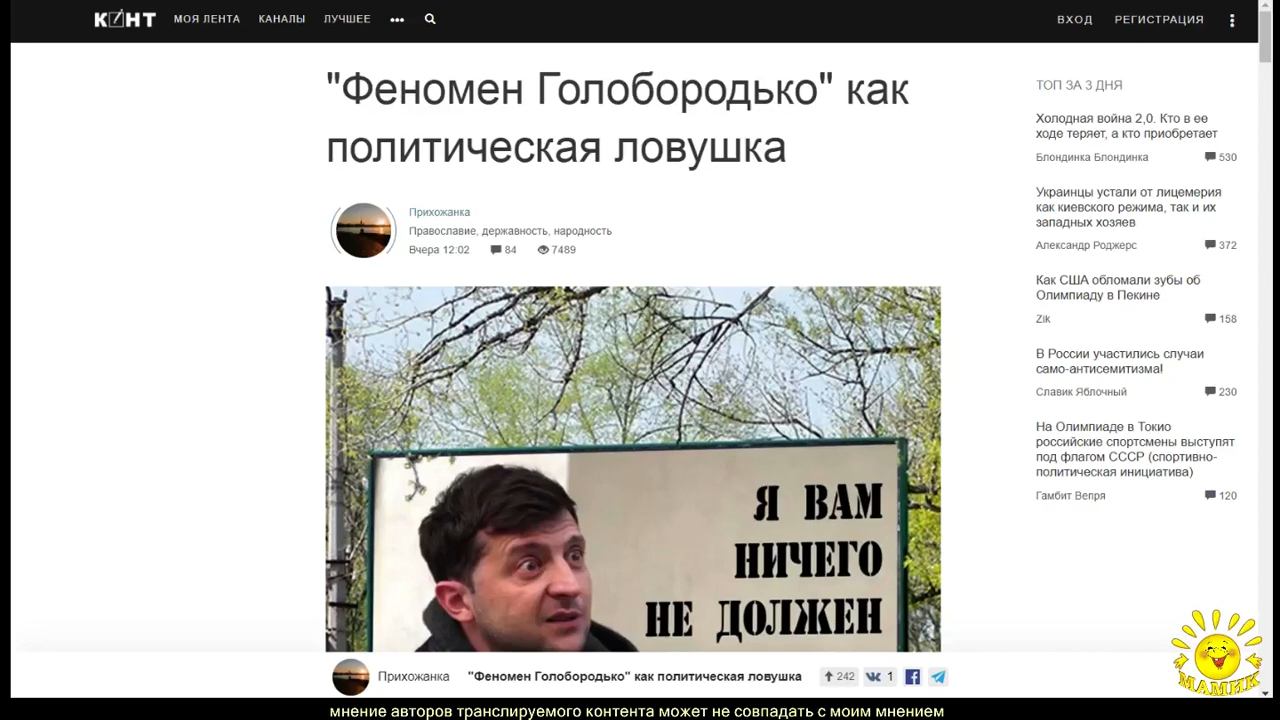 КОНТ МОЯ ЛЕНТА КАНАЛЫ ЛУЧШЕЕ ••• ВХОД РЕГИСТРАЦИЯ
"Феномен Голобородько" как
политическая ловушка
Прихожанка
Православие, державность, народность
Вчера 12:02 84 7489
Я ВАМ
НИЧЕГО
НЕ ДОЛЖЕН
ТОП ЗА 3 ДНЯ
Холодная война 2,0. Кто в ее
ходе теряет, а кто приобретает
Блондинка Блондинка 530
Украинцы устали от лицемерия
как киевского режима, так и их
западных хозяев
Александр Роджерс 372
Как США обломали зубы об
Олимпиаду в Пекине
Zik 158
В России участились случаи
само-антисемитизма!
Славик Яблочный 230
На Олимпиаде в Токио
российские спортсмены выступят
под флагом СССР (спортивно-
политическая инициатива)
Гамбит Вепря 120
Прихожанка "Феномен Голобородько" как политическая ловушка 242 1
МАМИК
мнение авторов транслируемого контента может не совпадать с моим мнением